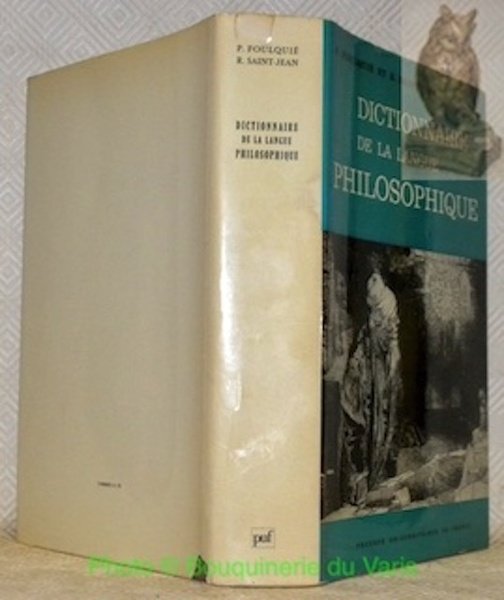 P. FOULQUIÉ
R. SAINT-JEAN
DICTIONNAIRE
DE LA LANGUE
PHILOSOPHIQUE
puf
DICTIONNAIRE
DE LA LANGUE
PHILOSOPHIQUE
PRESSES UNIVERSITAIRES DE FRANCE
Photo © Bouquinerie du Varis